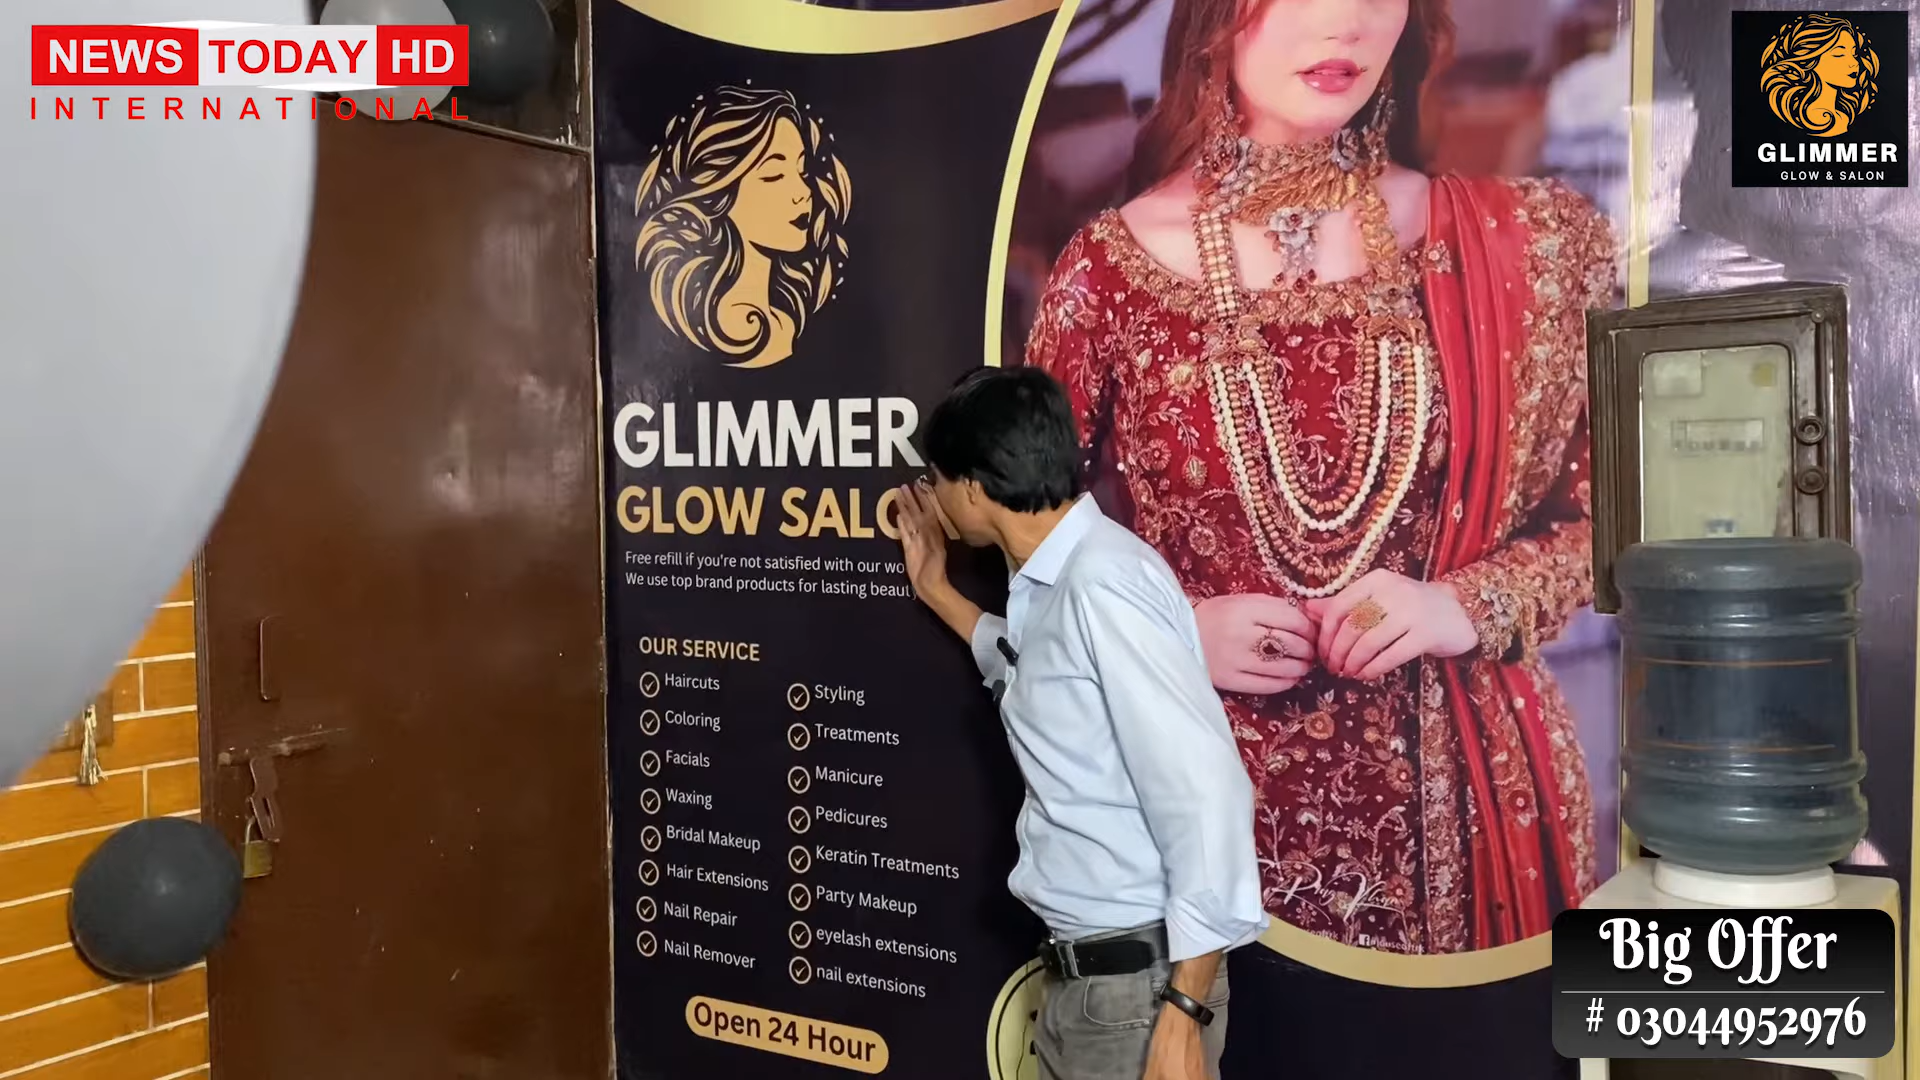 NEWS TODAY HD
INTERNATIONAL
GLIMMER
GLOW & SALON
GLIMMER
GLOW SALO
Free refill if you're not satisfied with our wo
We use top brand products for lasting beauty
OUR SERVICE
Haircuts
Coloring
Facials
Waxing
Bridal Makeup
Hair Extensions
Nail Repair
Nail Remover
Styling
Treatments
Manicure
Pedicures
Keratin Treatments
Party Makeup
eyelash extensions
nail extensions
Open 24 Hour
Big Offer
# 03044952976